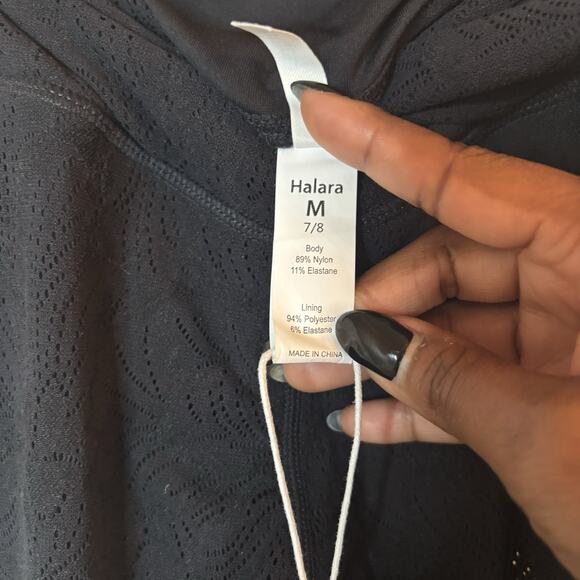 Halara
M
7/8
Body
89% Nylon
11% Elastane
Lining
94% Polyester
6% Elastane
MADE IN CHINA